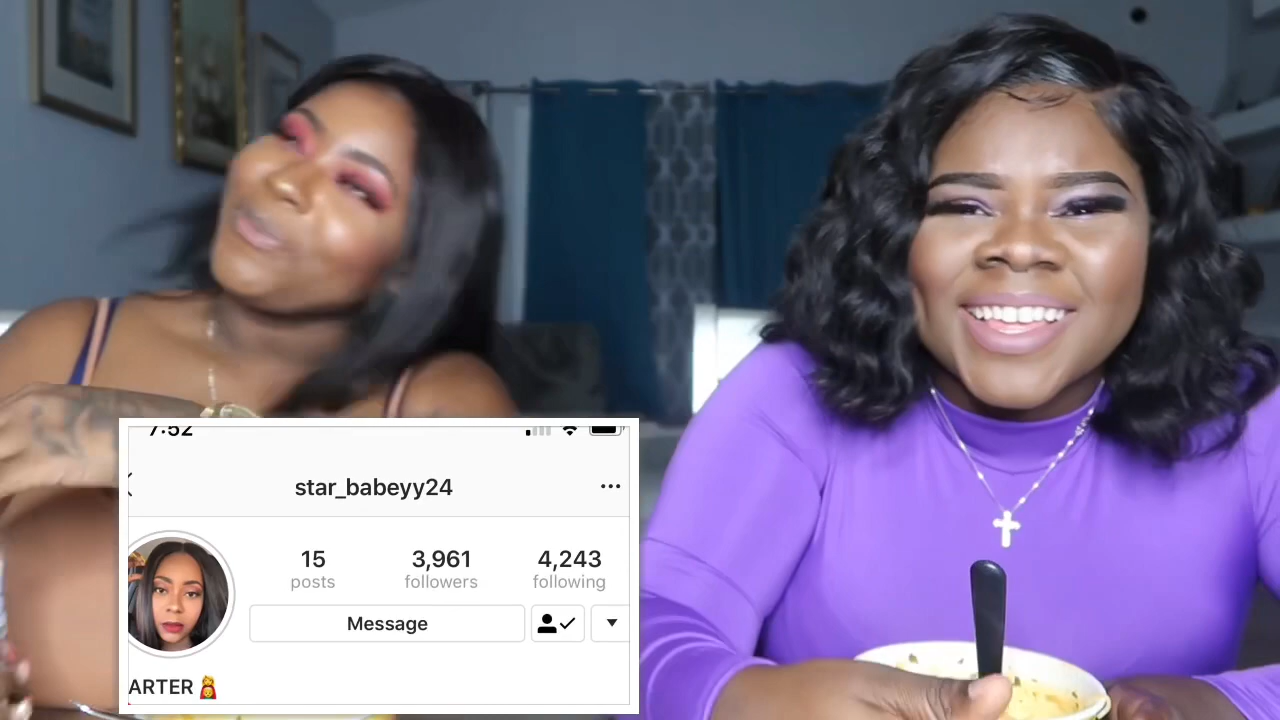 7:52
star_babeyy24
15 3,961 4,243
posts followers following
Message
ARTER